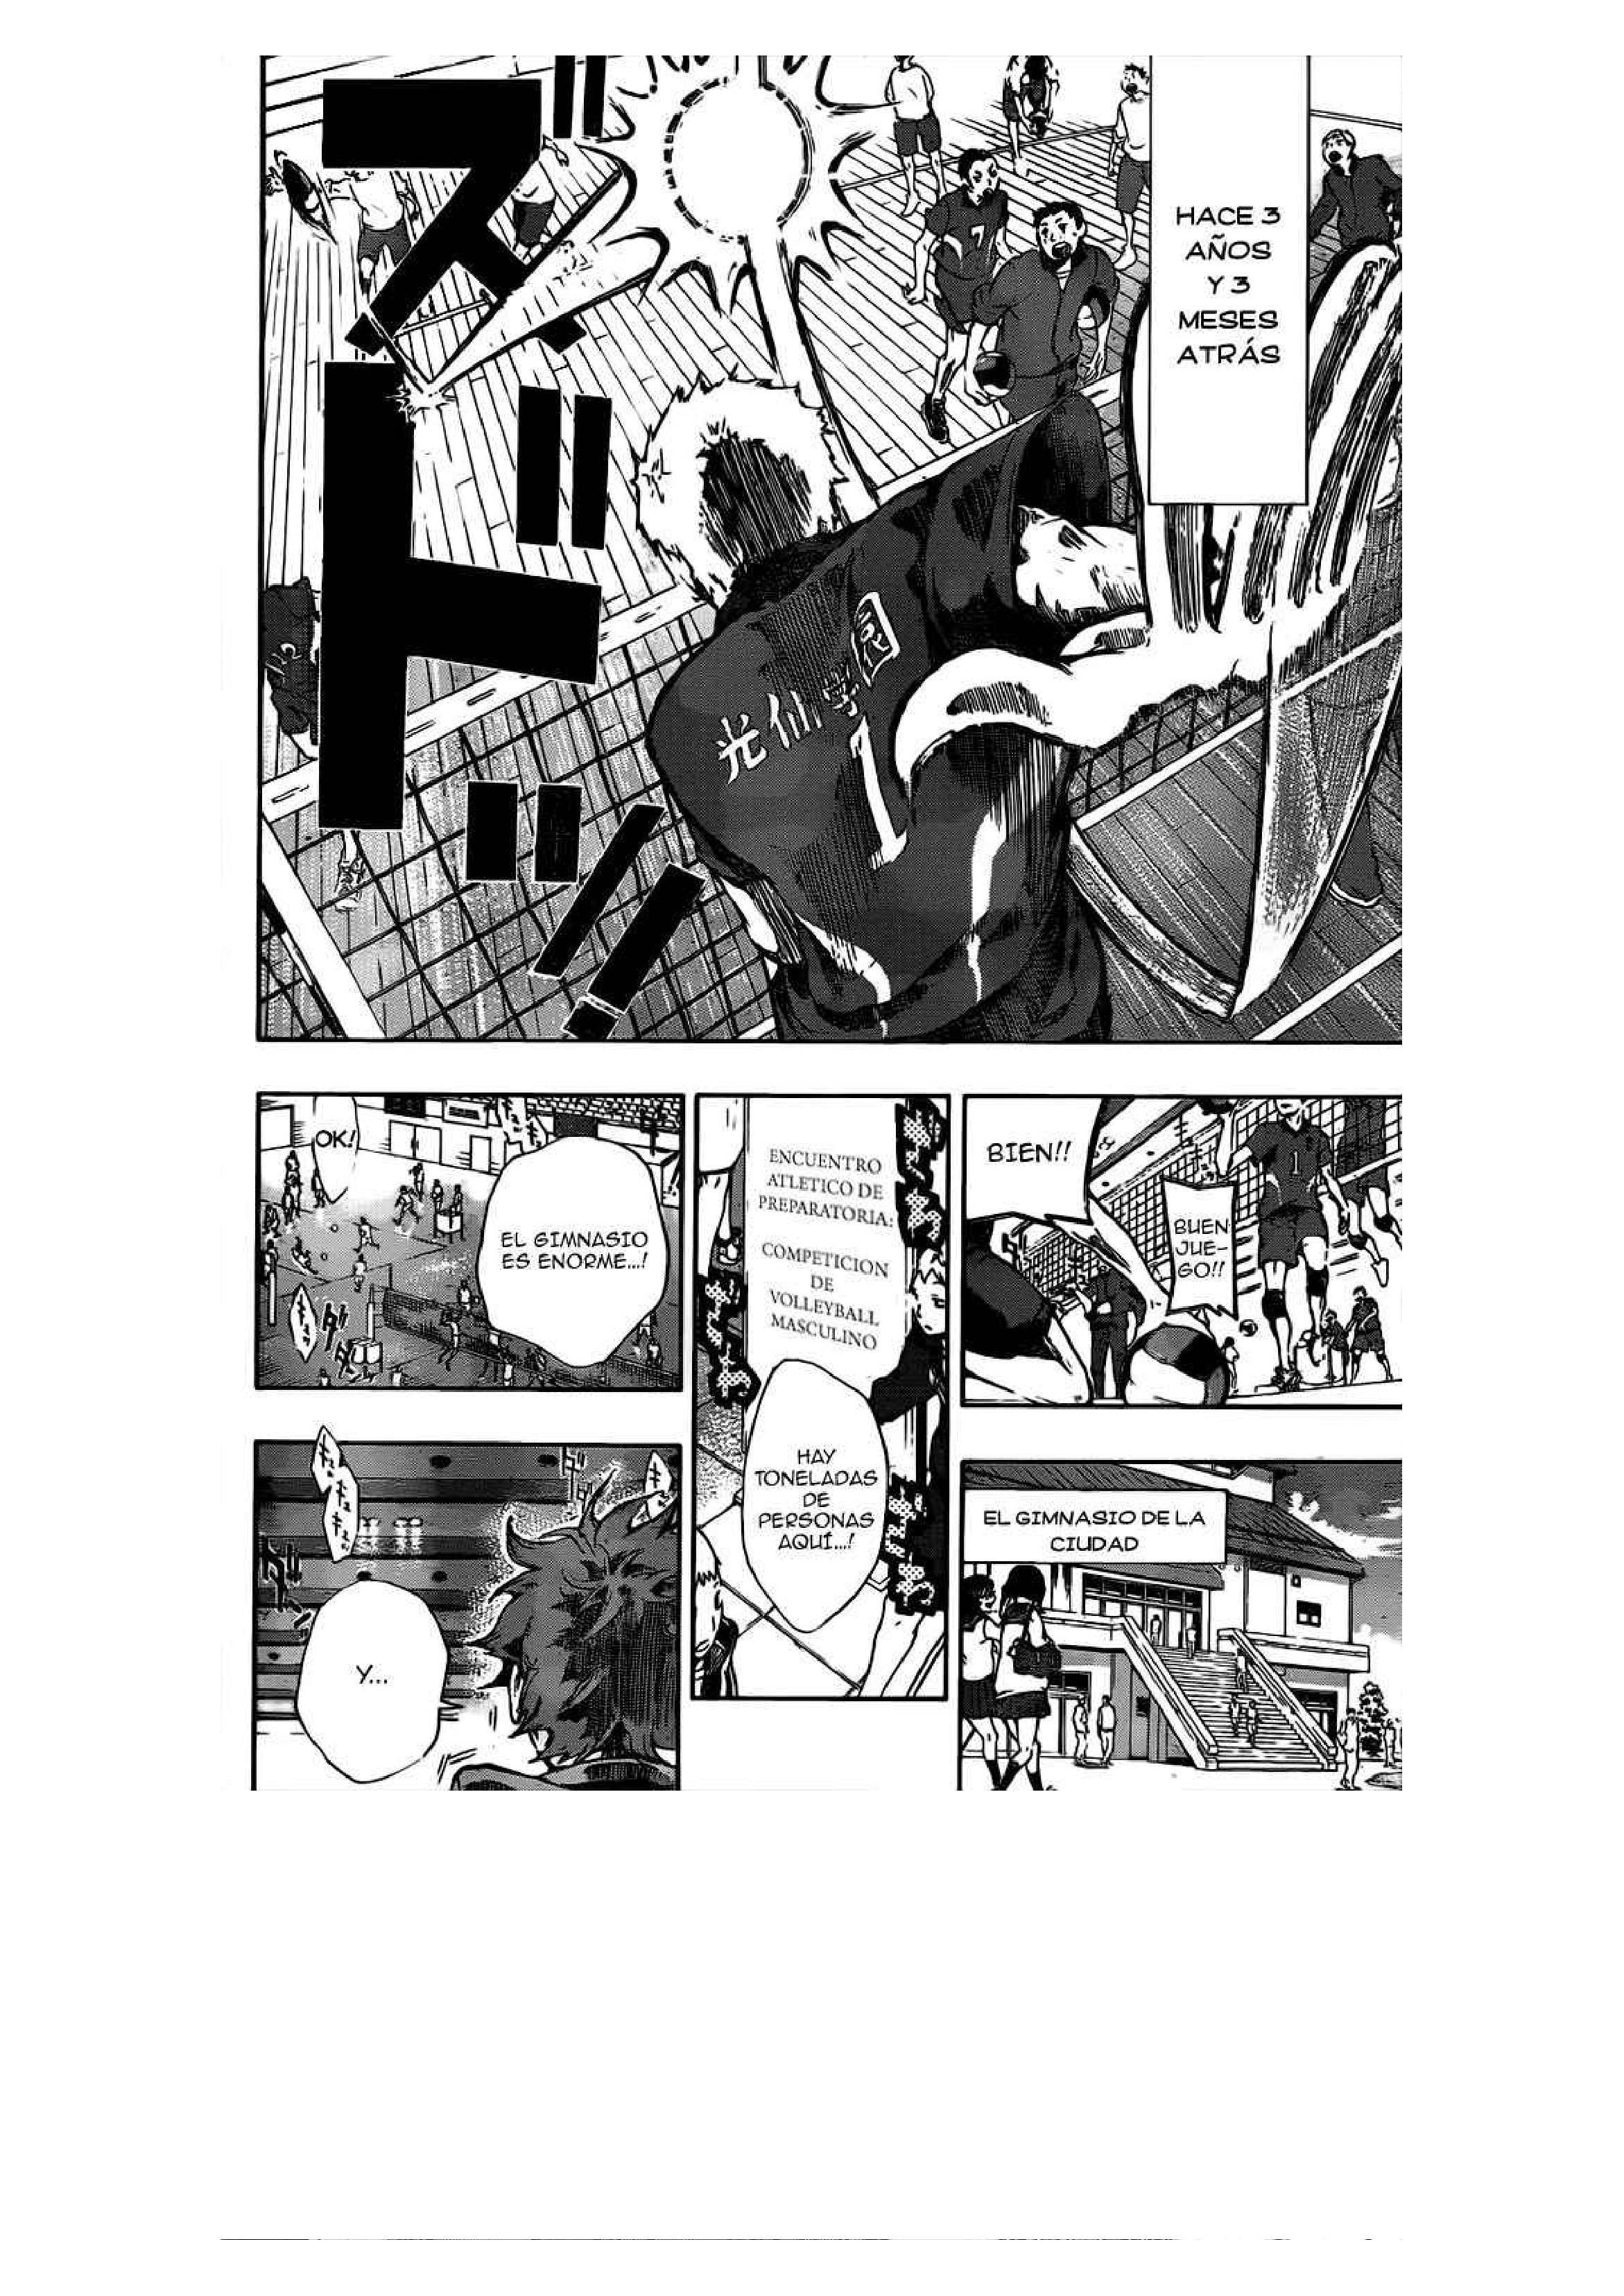 HACE 3
AÑOS
Y 3
MESES
ATRÁS
ズドッ
7
光仙学園
1
BIEN!!
BUEN
JUE-
GO!!
1
EL GIMNASIO DE LA
CIUDAD
ENCUENTRO
ATLETICO DE
PREPARATORIA:
COMPETICION
DE
VOLLEYBALL
MASCULINO
HAY
TONELADAS
DE
PERSONAS
AQUÍ...!
OK!
EL GIMNASIO
ES ENORME...!
Y...